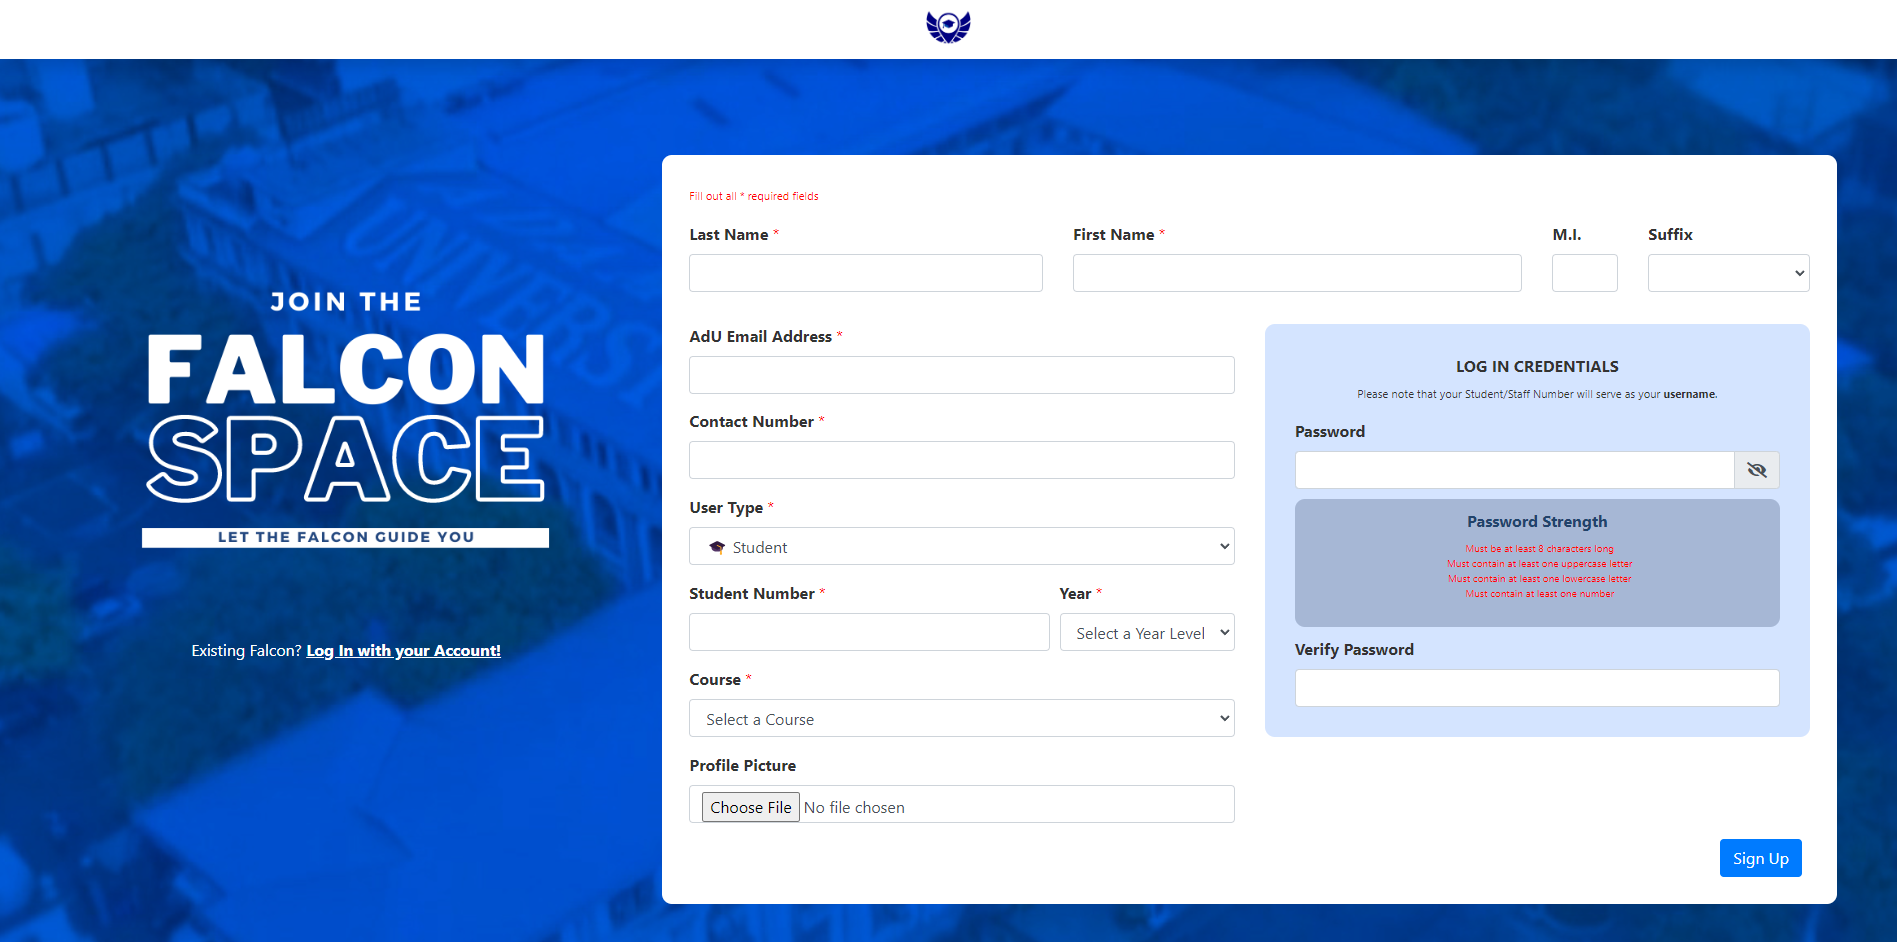 JOIN THE
FALCON
SPACE
LET THE FALCON GUIDE YOU
Existing Falcon? Log In with your Account!
Fill out all * required fields
Last Name *
First Name *
M.I.
Suffix
AdU Email Address *
Contact Number *
User Type *
Student
Student Number *
Year *
Select a Year Level
Course *
Select a Course
Profile Picture
Choose File No file chosen
LOG IN CREDENTIALS
Please note that your Student/Staff Number will serve as your username.
Password
Password Strength
Must be at least 8 characters long
Must contain at least one uppercase letter
Must contain at least one lowercase letter
Must contain at least one number
Verify Password
Sign Up